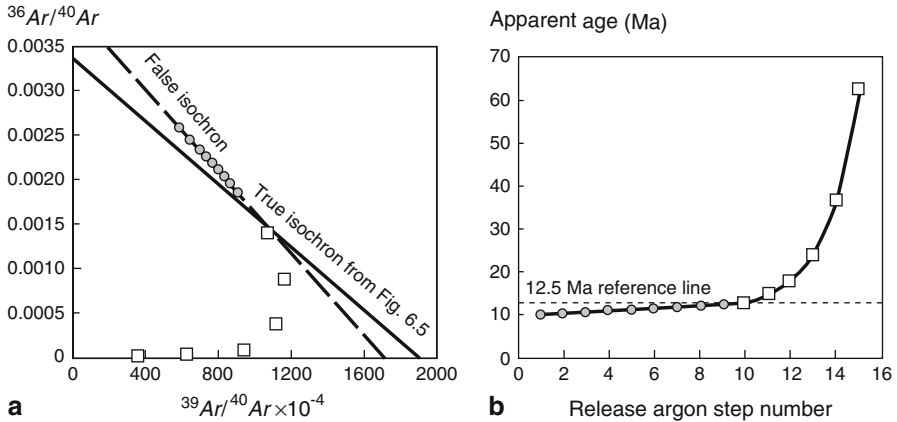 ³⁶Ar/⁴⁰Ar
0.0035
0.0030
0.0025
0.0020
0.0015
0.0010
0.0005
0
False isochron
True isochron from Fig. 6.5
0 400 800 1200 1600 2000
a ³⁹Ar/⁴⁰Ar×10⁻⁴
Apparent age (Ma)
70
60
50
40
30
20
10
0
12.5 Ma reference line
0 2 4 6 8 10 12 14 16
b Release argon step number